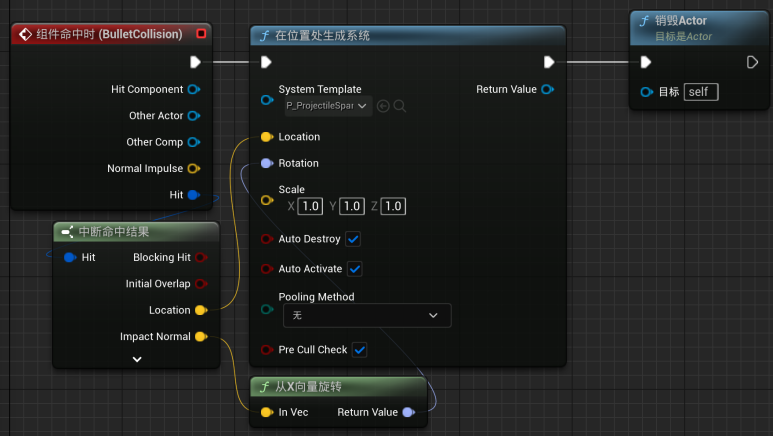 组件命中时 (BulletCollision)
Hit Component
Other Actor
Other Comp
Normal Impulse
Hit
中断命中结果
Hit
Blocking Hit
Initial Overlap
Location
Impact Normal
f 在位置处生成系统
System Template
P_ProjectileSpar
Return Value
Location
Rotation
Scale
X 1.0 Y 1.0 Z 1.0
Auto Destroy
Auto Activate
Pooling Method
无
Pre Cull Check
f 从X向量旋转
In Vec
Return Value
f 销毁Actor
目标是Actor
目标 self